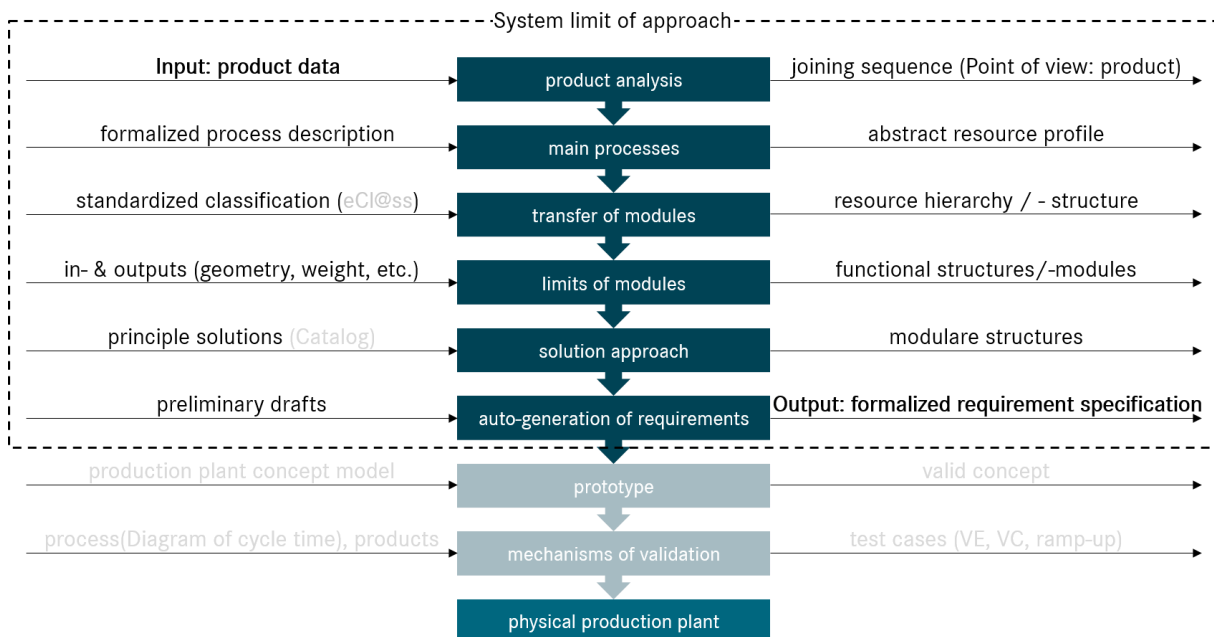 System limit of approach
Input: product data
product analysis
joining sequence (Point of view: product)
formalized process description
main processes
abstract resource profile
standardized classification (eCl@ss)
transfer of modules
resource hierarchy / - structure
in- & outputs (geometry, weight, etc.)
limits of modules
functional structures/-modules
principle solutions (Catalog)
solution approach
modulare structures
preliminary drafts
auto-generation of requirements
Output: formalized requirement specification
production plant concept model
prototype
valid concept
process(Diagram of cycle time), products
mechanisms of validation
test cases (VE, VC, ramp-up)
physical production plant